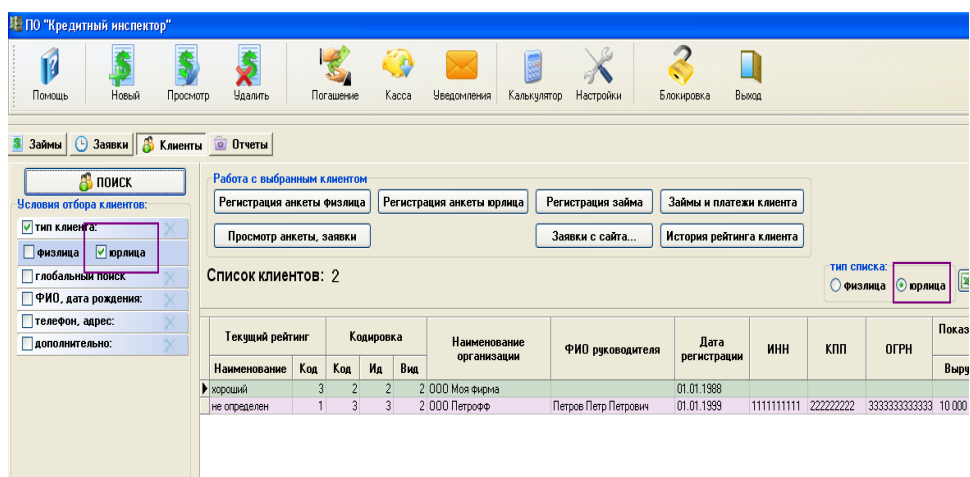 ПО "Кредитный инспектор"
Помощь Новый Просмотр Удалить Погашение Касса Уведомления Калькулятор Настройки Блокировка Выход
Займы Заявки Клиенты Отчеты
ПОИСК
Условия отбора клиентов:
тип клиента:
физлица юрлица
глобальный поиск
ФИО, дата рождения:
телефон, адрес:
дополнительно:
Работа с выбранным клиентом
Регистрация анкеты физлица Регистрация анкеты юрлица Регистрация займа Займы и платежи клиента
Просмотр анкеты, заявки Заявки с сайта... История рейтинга клиента
Список клиентов: 2
тип списка:
физлица юрлица
Текущий рейтинг Кодировка Наименование организации ФИО руководителя Дата регистрации ИНН КПП ОГРН Показ
Наименование Код Код Ид Вид Выру
хороший 3 2 2 2 ООО Моя фирма 01.01.1988
не определен 1 3 3 2 ООО Петрофф Петров Петр Петрович 01.01.1999 1111111111 222222222 3333333333333 10 000